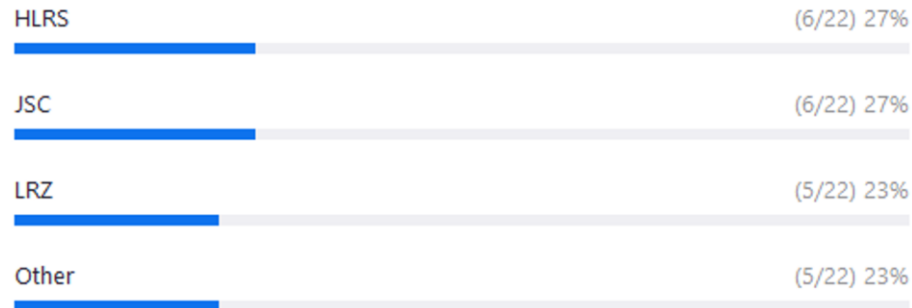 HLRS (6/22) 27%
JSC (6/22) 27%
LRZ (5/22) 23%
Other (5/22) 23%